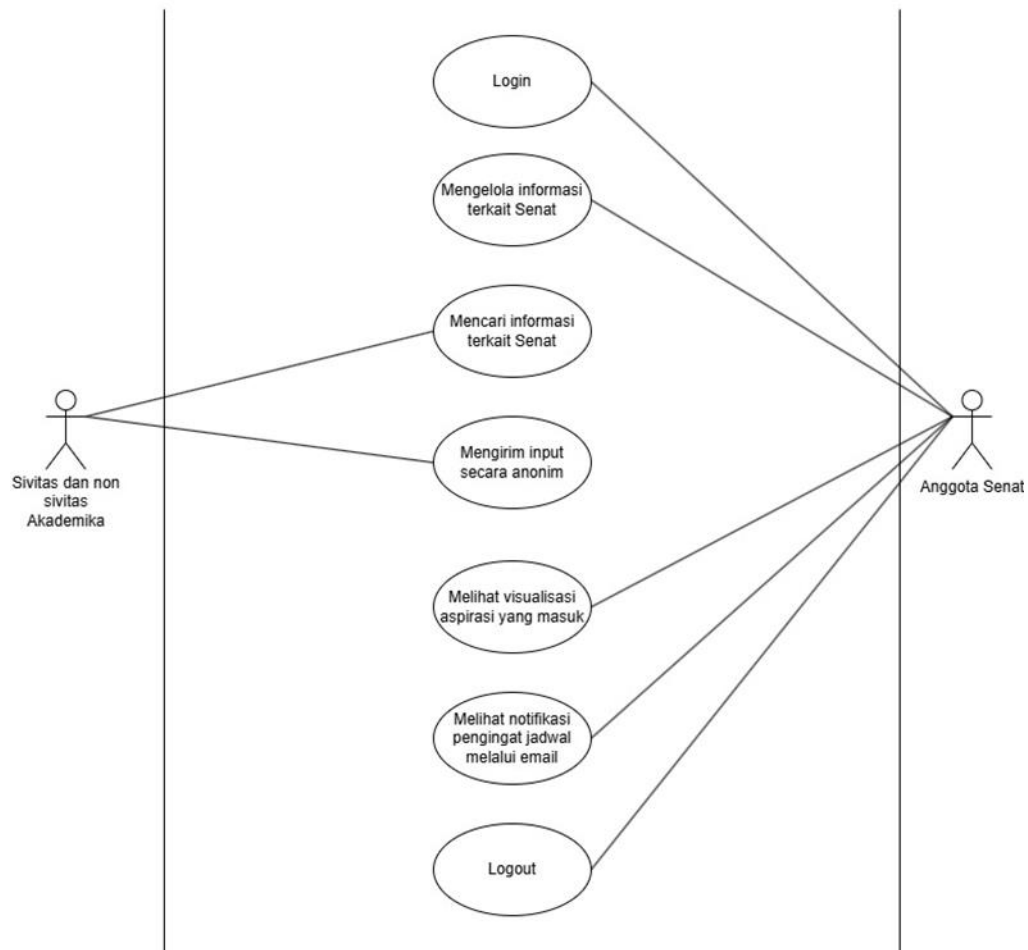 Login
Mengelola informasi
terkait Senat
Mencari informasi
terkait Senat
Mengirim input
secara anonim
Sivitas dan non
sivitas
Akademika
Anggota Senat
Melihat visualisasi
aspirasi yang masuk
Melihat notifikasi
pengingat jadwal
melalui email
Logout